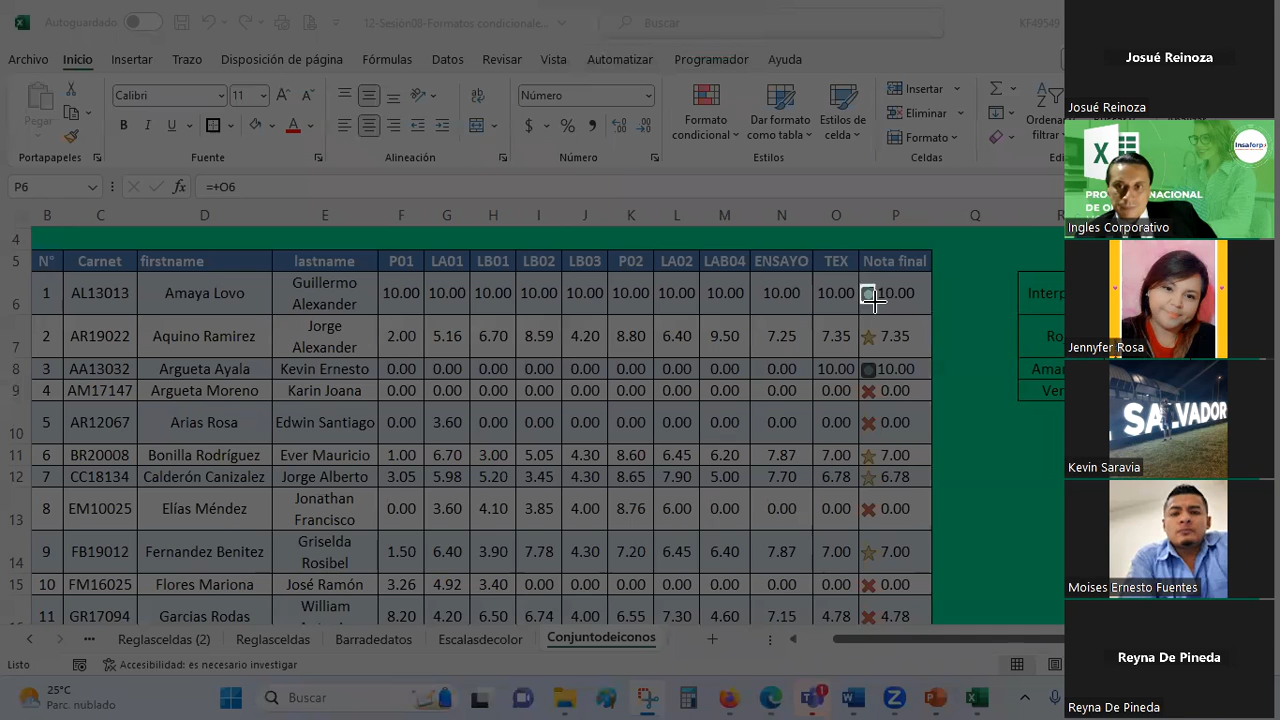 Autoguardado
12-Sesión08-Formatos condicionale...
Buscar
KF49549
Archivo
Inicio
Insertar
Trazo
Disposición de página
Fórmulas
Datos
Revisar
Vista
Automatizar
Programador
Ayuda
Pegar
Calibri
11
N
K
S
Número
Formato condicional
Dar formato como tabla
Estilos de celda
Insertar
Eliminar
Formato
Ordenar filtrar
Portapapeles
Fuente
Alineación
Número
Estilos
Celdas
P6
=+O6
B C D E F G H I J K L M N O P Q R
4
5 N° Carnet firstname lastname P01 LA01 LB01 LB02 LB03 P02 LA02 LAB04 ENSAYO TEX Nota final
6 1 AL13013 Amaya Lovo Guillermo Alexander 10.00 10.00 10.00 10.00 10.00 10.00 10.00 10.00 10.00 10.00 10.00
7 2 AR19022 Aquino Ramirez Jorge Alexander 2.00 5.16 6.70 8.59 4.20 8.80 6.40 9.50 7.25 7.35 7.35
8 3 AA13032 Argueta Ayala Kevin Ernesto 0.00 0.00 0.00 0.00 0.00 0.00 0.00 0.00 0.00 10.00 10.00
9 4 AM17147 Argueta Moreno Karin Joane 0.00 0.00 0.00 0.00 0.00 0.00 0.00 0.00 0.00 0.00 0.00
10 5 AR12067 Arias Rosa Edwin Santiago 0.00 5.60 0.00 0.00 0.00 0.00 0.00 0.00 0.00 0.00 0.00
11 6 BR20008 Bonilla Rodríguez Ever Mauricio 1.00 6.70 3.00 5.05 4.30 8.60 6.45 6.20 7.87 7.00 7.00
12 7 CC18134 Calderón Canizalez Jorge Alberto 3.05 5.98 5.20 3.45 4.30 8.65 7.90 5.00 7.70 6.78 6.78
13 8 EM10025 Elías Méndez Jonathan Francisco 0.00 3.60 4.10 3.85 4.00 8.76 6.00 0.00 0.00 0.00 0.00
14 9 FB19012 Fernandez Benitez Griselda Rosibel 1.50 6.40 3.90 7.78 4.30 7.20 6.45 6.40 7.87 7.00 7.00
15 10 FM16025 Flores Mariona José Ramón 3.26 4.92 3.40 0.00 0.00 0.00 0.00 0.00 0.00 0.00 0.00
11 GR17094 Garcias Rodas William 8.20 4.20 6.50 6.74 4.00 6.55 7.30 4.60 7.15 4.78 4.78
Reglasceldas (2)
Reglasceldas
Barradedatos
Escalasdecolor
Conjuntodeiconos
Listo
Accesibilidad: es necesario investigar
25°C
Parc. nublado
Buscar
1
Josué Reinoza
Josué Reinoza
Insaforp
Ingles Corporativo
Jennyfer Rosa
SALVADOR
Kevin Saravia
Moises Ernesto Fuentes
Reyna De Pineda
Reyna De Pineda